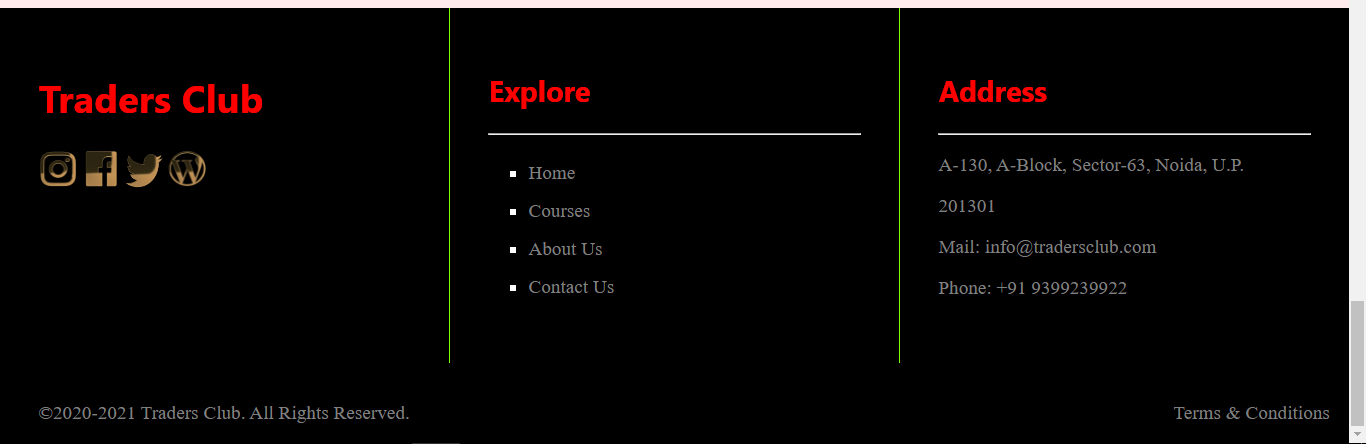 Traders Club
Explore
Home
Courses
About Us
Contact Us
Address
A-130, A-Block, Sector-63, Noida, U.P.
201301
Mail: info@tradersclub.com
Phone: +91 9399239922
©2020-2021 Traders Club. All Rights Reserved.
Terms & Conditions